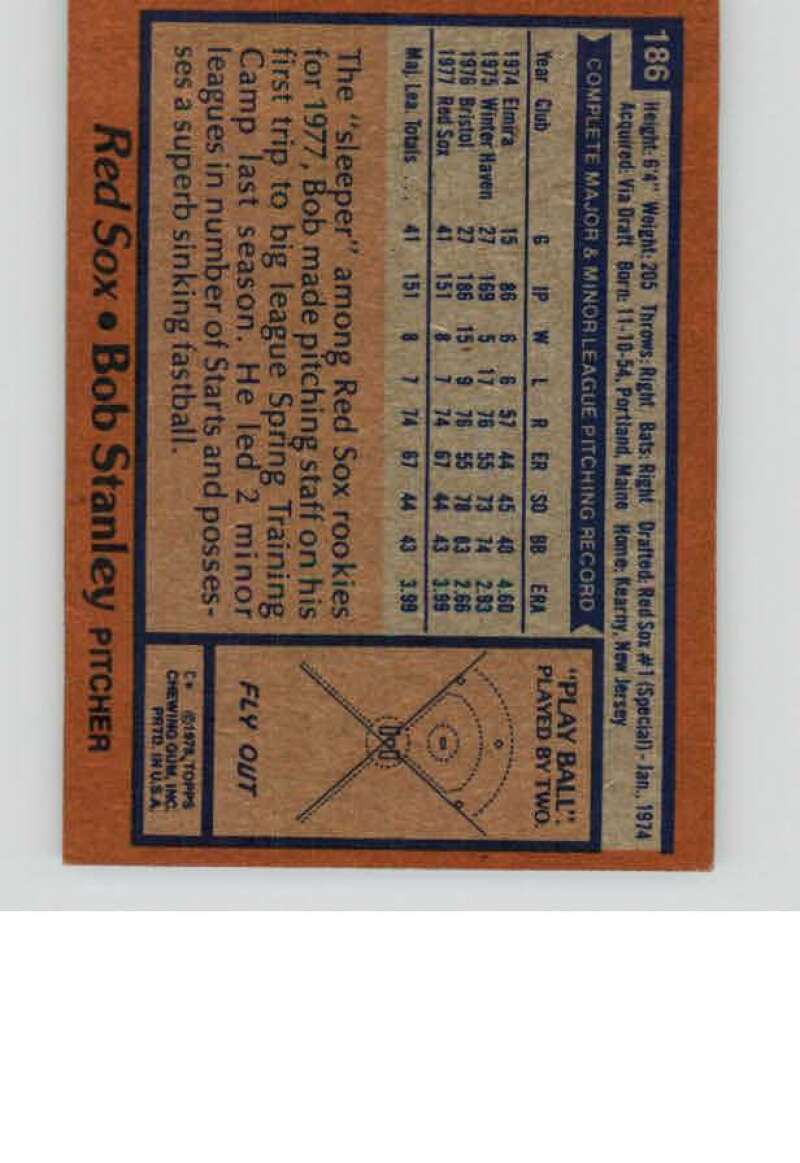 186
Height: 6'4" Weight: 205 Throws: Right Bats: Right Drafted: Red Sox #1 (Special) - Jan., 1974
Acquired: Via Draft Born: 11-10-54, Portland, Maine Home: Kearny, New Jersey
COMPLETE MAJOR & MINOR LEAGUE PITCHING RECORD
Year Club G IP W L R ER SO BB ERA
1974 Elmira 15 86 6 6 57 44 45 40 4.60
1975 Winter Haven 27 169 5 17 76 55 73 74 2.93
1976 Bristol 27 186 15 9 76 55 78 83 2.66
1977 Red Sox 41 151 8 7 74 67 44 43 3.99
Maj. Lea. Totals ... 41 151 8 7 74 67 44 43 3.99
The "sleeper" among Red Sox rookies
for 1977, Bob made pitching staff on his
first trip to big league Spring Training
Camp last season. He led 2 minor
leagues in number of Starts and posses-
ses a superb sinking fastball.
"PLAY BALL"
PLAYED BY TWO.
FLY OUT
C* ©1978, TOPPS
CHEWING GUM, INC.
PRTD. IN U.S.A.
Red Sox • Bob Stanley PITCHER